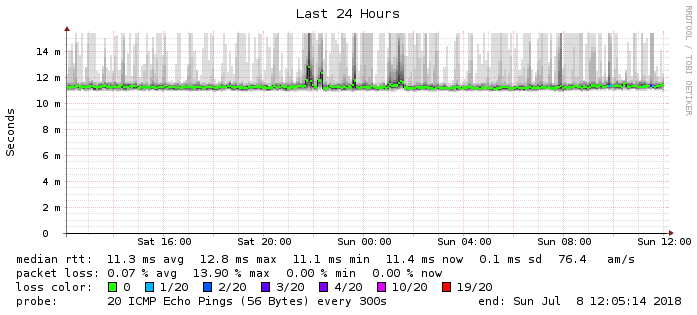 Last 24 Hours
RRDTOOL / TOBI OETIKER
Seconds
14 m
12 m
10 m
8 m
6 m
4 m
2 m
0
Sat 16:00 Sat 20:00 Sun 00:00 Sun 04:00 Sun 08:00 Sun 12:00
median rtt: 11.3 ms avg 12.8 ms max 11.1 ms min 11.4 ms now 0.1 ms sd 76.4 am/s
packet loss: 0.07 % avg 13.90 % max 0.00 % min 0.00 % now
loss color: 0 1/20 2/20 3/20 4/20 10/20 19/20
probe: 20 ICMP Echo Pings (56 Bytes) every 300s end: Sun Jul 8 12:05:14 2018